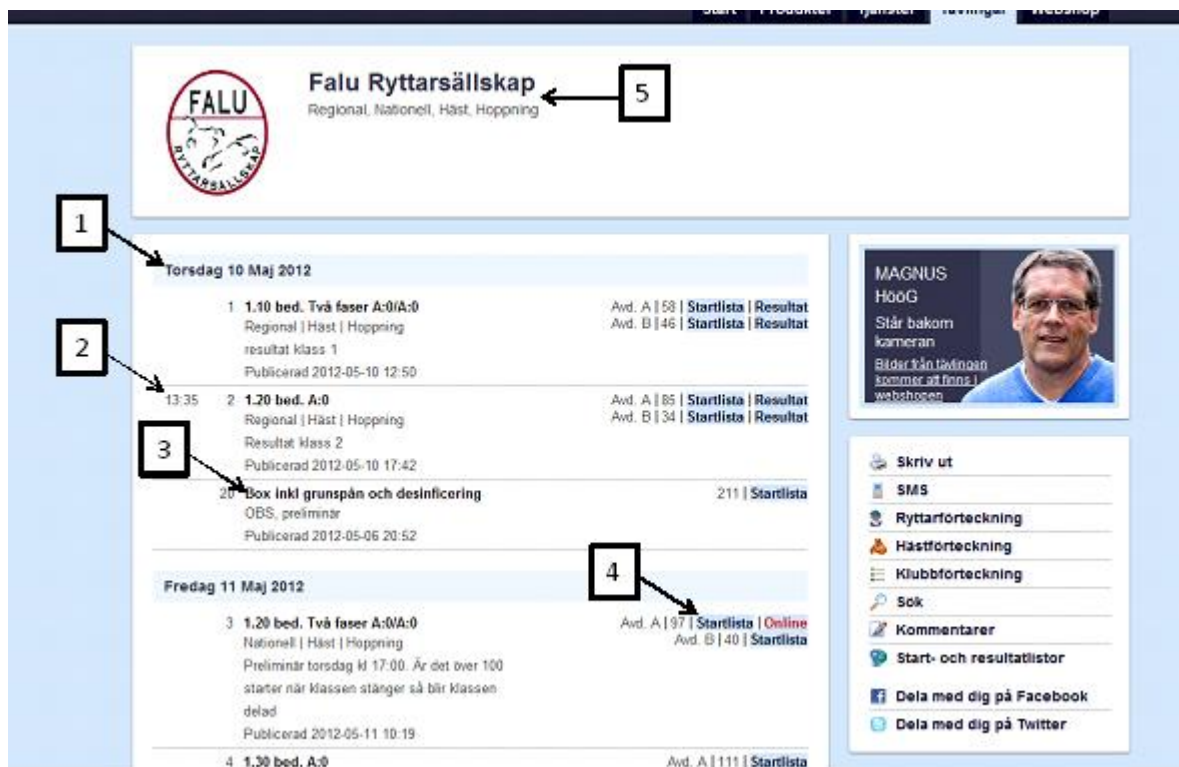 Start Produkter Tjänster Tävlingar Webshop
FALU
RYTTARSÄLLSKAP
Falu Ryttarsällskap
Regional, Nationell, Häst, Hoppning
5
1
Torsdag 10 Maj 2012
1 1.10 bed. Två faser A:0/A:0 Avd. A | 58 | Startlista | Resultat
Regional | Häst | Hoppning Avd. B | 46 | Startlista | Resultat
resultat klass 1
Publicerad 2012-05-10 12:50
2
13:35 2 1.20 bed. A:0 Avd. A | 85 | Startlista | Resultat
Regional | Häst | Hoppning Avd. B | 34 | Startlista | Resultat
Resultat klass 2
Publicerad 2012-05-10 17:42
3
20 Box inkl grunspån och desinficering 211 | Startlista
OBS, preliminär
Publicerad 2012-05-06 20:52
4
Fredag 11 Maj 2012
3 1.20 bed. Två faser A:0/A:0 Avd. A | 97 | Startlista | Online
Nationell | Häst | Hoppning Avd. B | 40 | Startlista
Preliminär torsdag kl 17:00. Är det över 100
starter när klassen stänger så blir klassen
delad
Publicerad 2012-05-11 10:19
4 1.30 bed. A:0 Avd. A | 111 | Startlista
MAGNUS
HööG
Står bakom
kameran
Bilder från tävlingen
kommer att finns i
webshopen
Skriv ut
SMS
Ryttarförteckning
Hästförteckning
Klubbförteckning
Sök
Kommentarer
Start- och resultatlistor
Dela med dig på Facebook
Dela med dig på Twitter